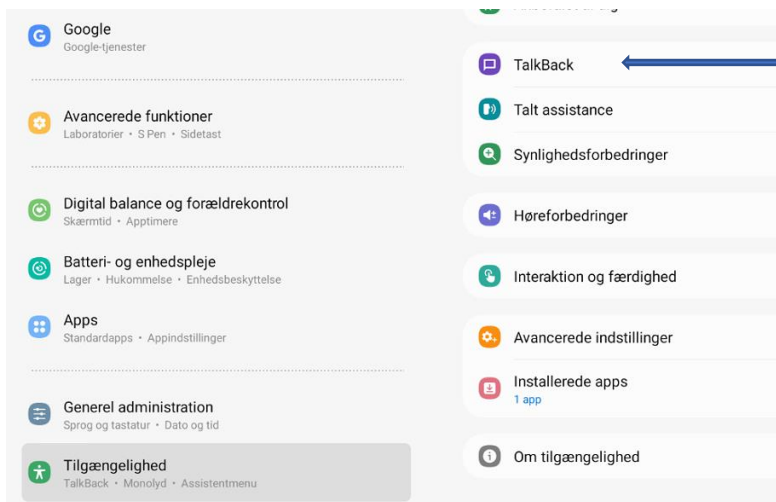 Google
Google-tjenester
Avancerede funktioner
Laboratorier • S Pen • Sidetast
Digital balance og forældrekontrol
Skærmtid • Apptimere
Batteri- og enhedspleje
Lager • Hukommelse • Enhedsbeskyttelse
Apps
Standardapps • Appindstillinger
Generel administration
Sprog og tastatur • Dato og tid
Tilgængelighed
TalkBack • Monolyd • Assistentmenu
TalkBack
Talt assistance
Synlighedsforbedringer
Høreforbedringer
Interaktion og færdighed
Avancerede indstillinger
Installerede apps
1 app
Om tilgængelighed